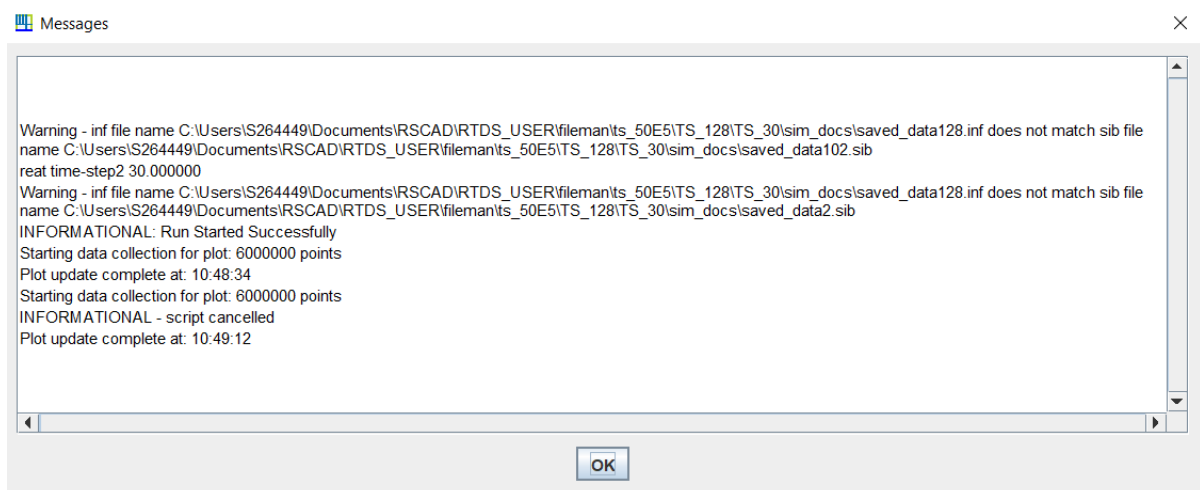 Messages
Warning - inf file name C:\Users\S264449\Documents\RSCAD\RTDS_USER\fileman\ts_50E5\TS_128\TS_30\sim_docs\saved_data128.inf does not match sib file
name C:\Users\S264449\Documents\RSCAD\RTDS_USER\fileman\ts_50E5\TS_128\TS_30\sim_docs\saved_data102.sib
reat time-step2 30.000000
Warning - inf file name C:\Users\S264449\Documents\RSCAD\RTDS_USER\fileman\ts_50E5\TS_128\TS_30\sim_docs\saved_data128.inf does not match sib file
name C:\Users\S264449\Documents\RSCAD\RTDS_USER\fileman\ts_50E5\TS_128\TS_30\sim_docs\saved_data2.sib
INFORMATIONAL: Run Started Successfully
Starting data collection for plot: 6000000 points
Plot update complete at: 10:48:34
Starting data collection for plot: 6000000 points
INFORMATIONAL - script cancelled
Plot update complete at: 10:49:12
OK